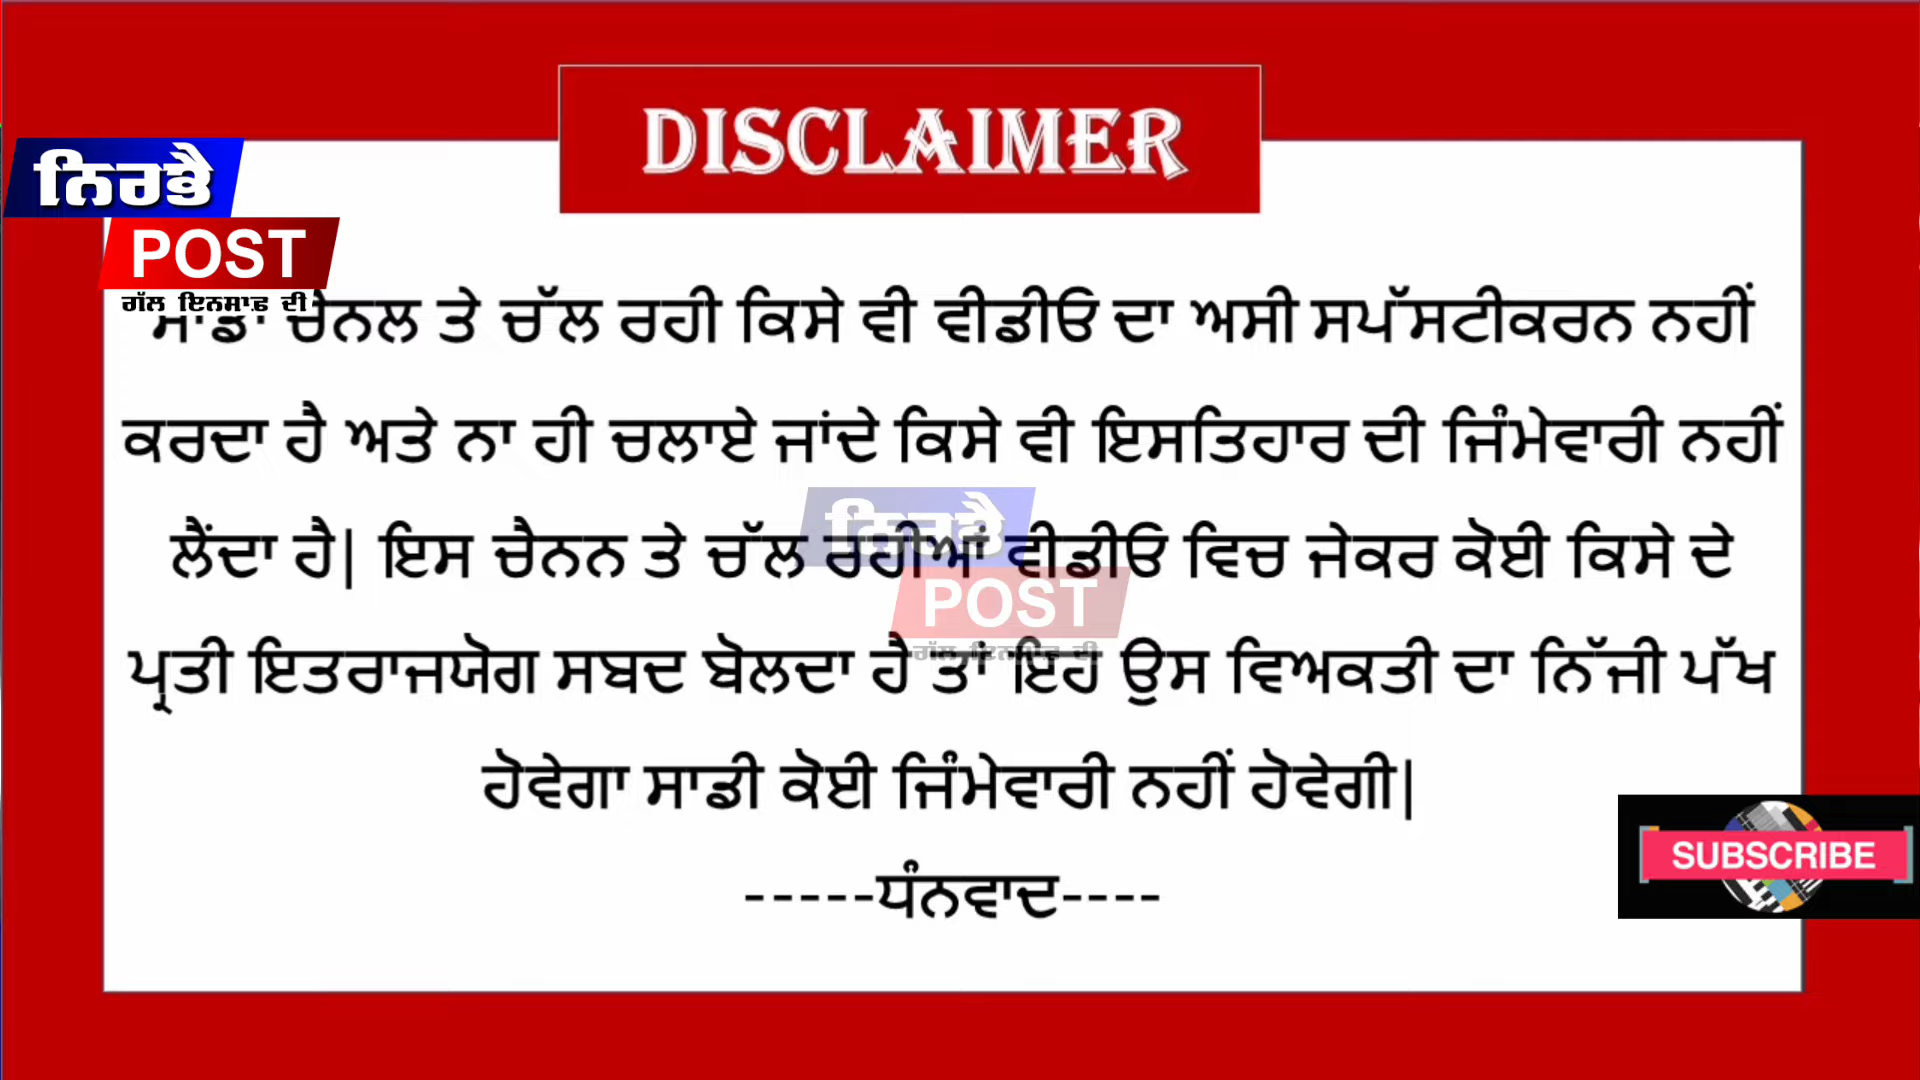 DISCLAIMER
ਨਿਰਭੈ
POST
ਗੱਲ ਇਨਸਾਫ਼ ਦੀ
ਸਾਡਾ ਚੈਨਲ ਤੇ ਚੱਲ ਰਹੀ ਕਿਸੇ ਵੀ ਵੀਡੀਓ ਦਾ ਅਸੀ ਸਪੱਸਟੀਕਰਨ ਨਹੀਂ
ਕਰਦਾ ਹੈ ਅਤੇ ਨਾ ਹੀ ਚਲਾਏ ਜਾਂਦੇ ਕਿਸੇ ਵੀ ਇਸਤਿਹਾਰ ਦੀ ਜਿੰਮੇਵਾਰੀ ਨਹੀਂ
ਲੈਂਦਾ ਹੈ| ਇਸ ਚੈਨਨ ਤੇ ਚੱਲ ਰਹੀਆਂ ਵੀਡੀਓ ਵਿਚ ਜੇਕਰ ਕੋਈ ਕਿਸੇ ਦੇ
ਪ੍ਰਤੀ ਇਤਰਾਜਯੋਗ ਸਬਦ ਬੋਲਦਾ ਹੈ ਤਾਂ ਇਹ ਉਸ ਵਿਅਕਤੀ ਦਾ ਨਿੱਜੀ ਪੱਖ
ਹੋਵੇਗਾ ਸਾਡੀ ਕੋਈ ਜਿੰਮੇਵਾਰੀ ਨਹੀਂ ਹੋਵੇਗੀ|
-----ਧੰਨਵਾਦ----
ਨਿਰਭੈ
POST
ਗੱਲ ਇਨਸਾਫ਼ ਦੀ
SUBSCRIBE